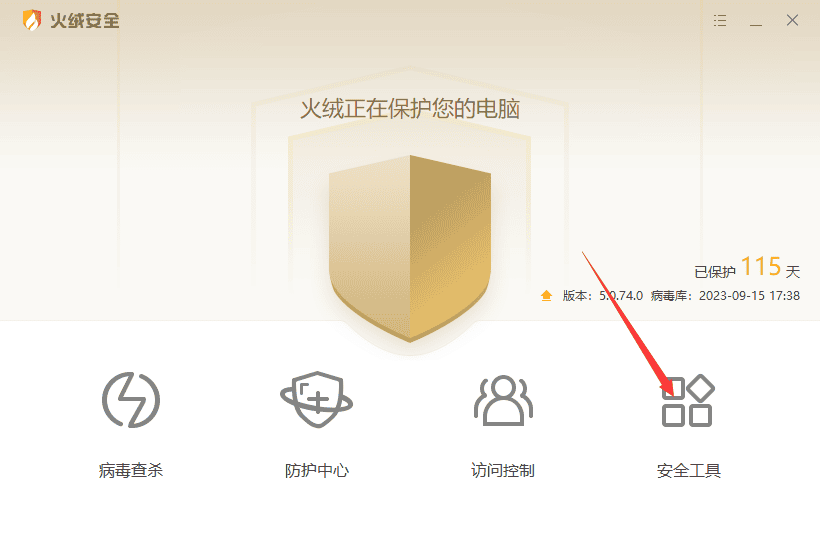 火绒安全
火绒正在保护您的电脑
已保护 115 天
版本：5.0.74.0 病毒库：2023-09-15 17:38
病毒查杀 防护中心 访问控制 安全工具